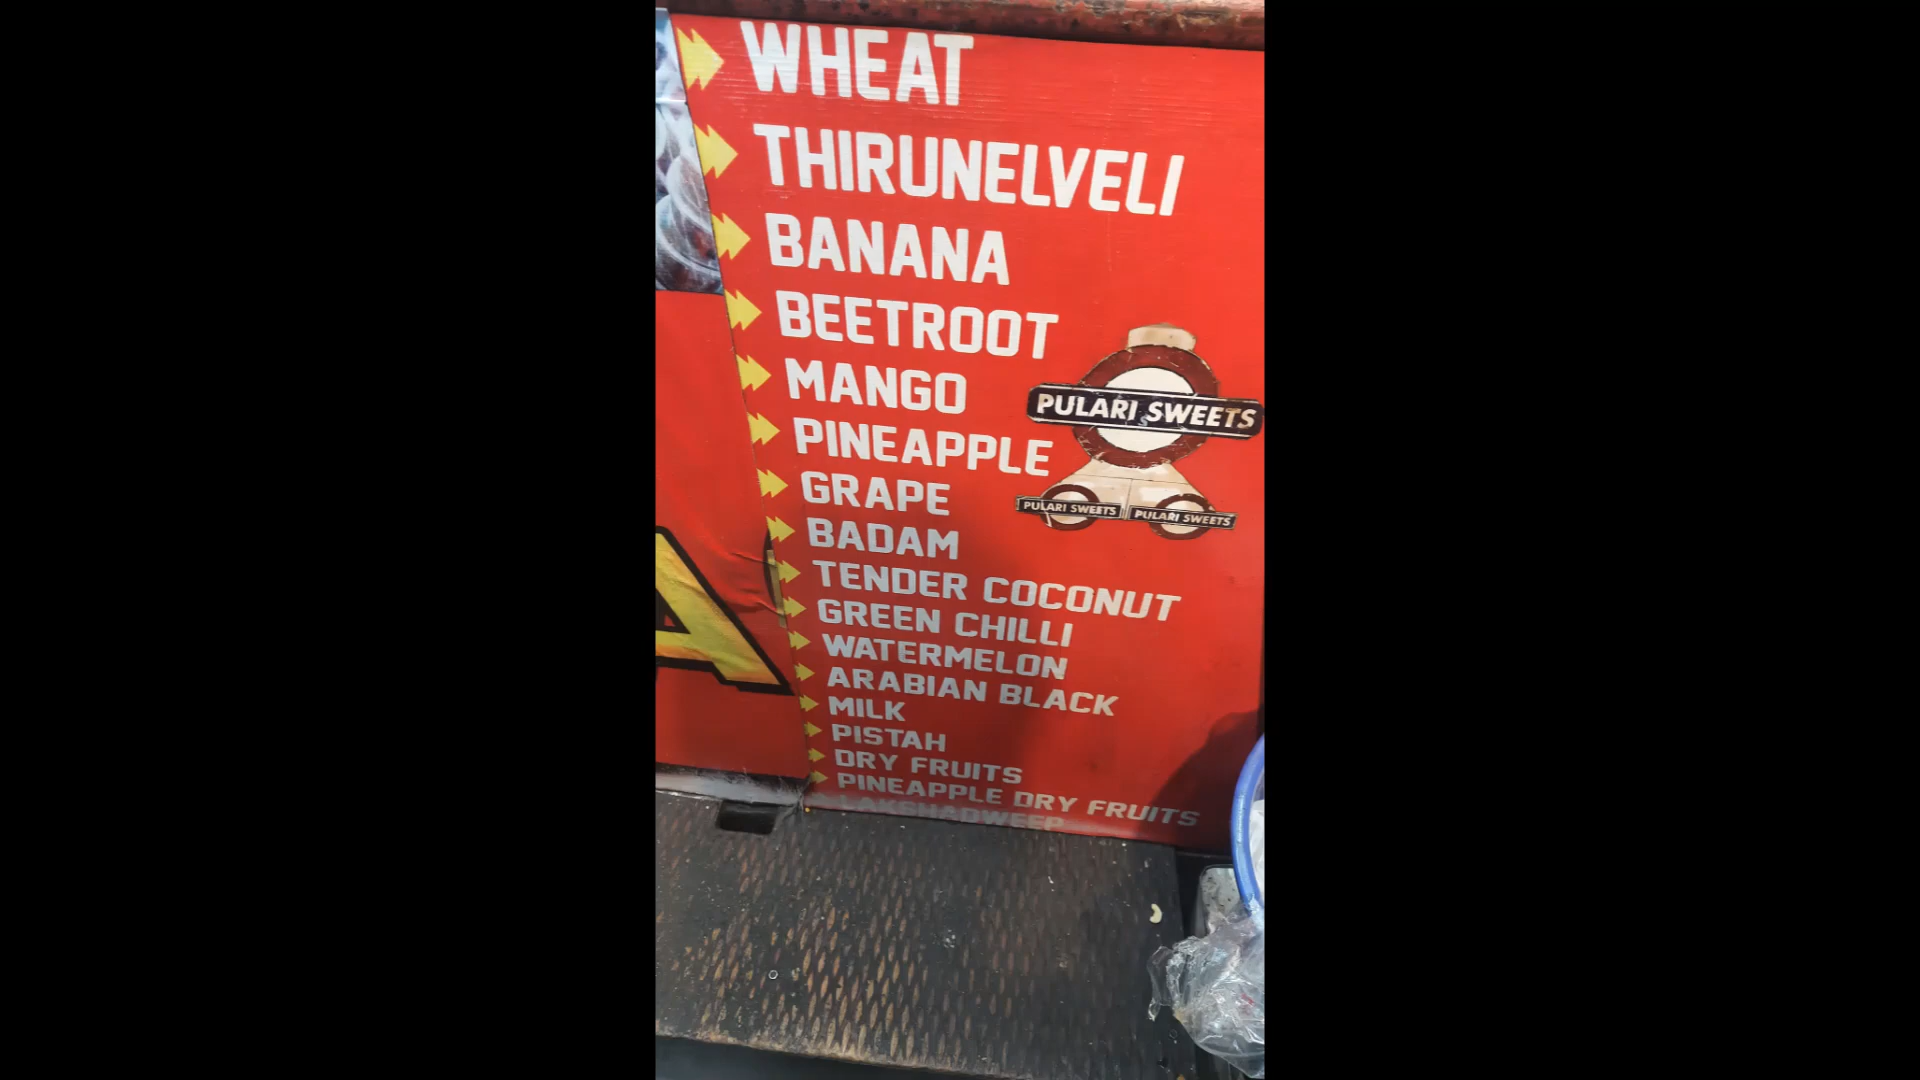 WHEAT
THIRUNELVELI
BANANA
BEETROOT
MANGO
PULARI SWEETS
PINEAPPLE
GRAPE
PULARI SWEETS
PULARI SWEETS
BADAM
TENDER COCONUT
GREEN CHILLI
WATERMELON
ARABIAN BLACK
MILK
PISTAH
DRY FRUITS
PINEAPPLE DRY FRUITS
LAKSHADWEEP
A